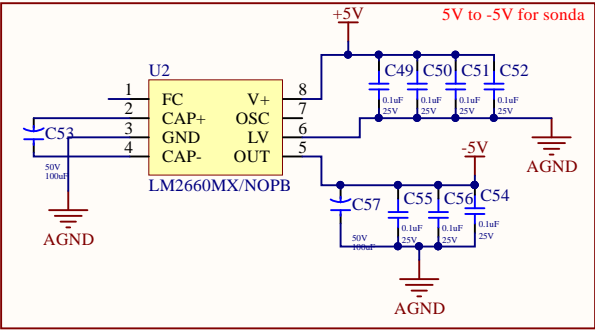 +5V
5V to -5V for sonda
U2
C49
C50
C51
C52
1
FC
V+
8
0.1uF
0.1uF
0.1uF
0.1uF
25V
25V
25V
25V
2
CAP+
OSC
7
C53
3
GND
LV
6
4
CAP-
OUT
5
50V
100uF
LM2660MX/NOPB
AGND
-5V
AGND
C57
C55
C56
C54
0.1uF
0.1uF
0.1uF
50V
100uF
25V
25V
25V
AGND